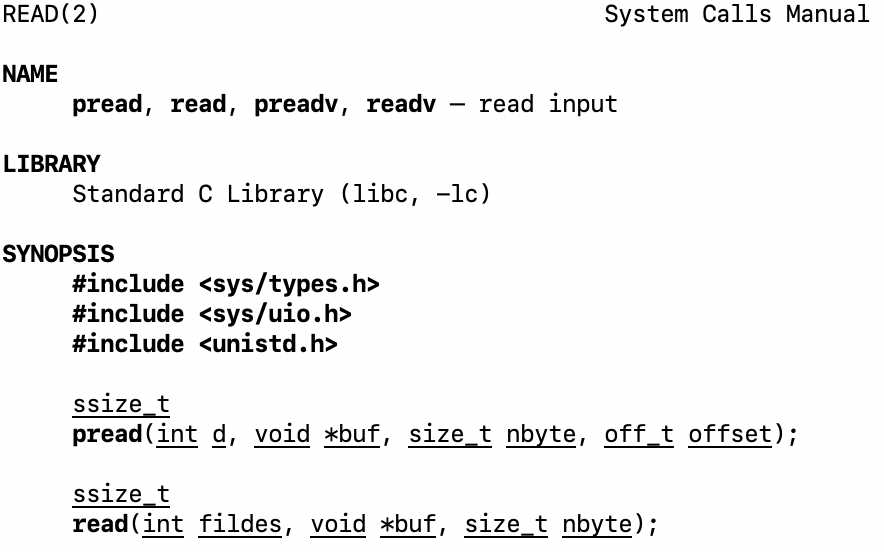 READ(2) System Calls Manual
NAME
pread, read, preadv, readv – read input
LIBRARY
Standard C Library (libc, -lc)
SYNOPSIS
#include <sys/types.h>
#include <sys/uio.h>
#include <unistd.h>
ssize_t
pread(int d, void *buf, size_t nbyte, off_t offset);
ssize_t
read(int fildes, void *buf, size_t nbyte);